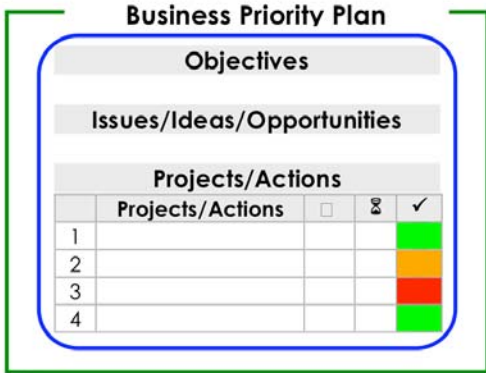 Business Priority Plan
Objectives
Issues/Ideas/Opportunities
Projects/Actions
Projects/Actions □ ⌛ ✓
1
2
3
4